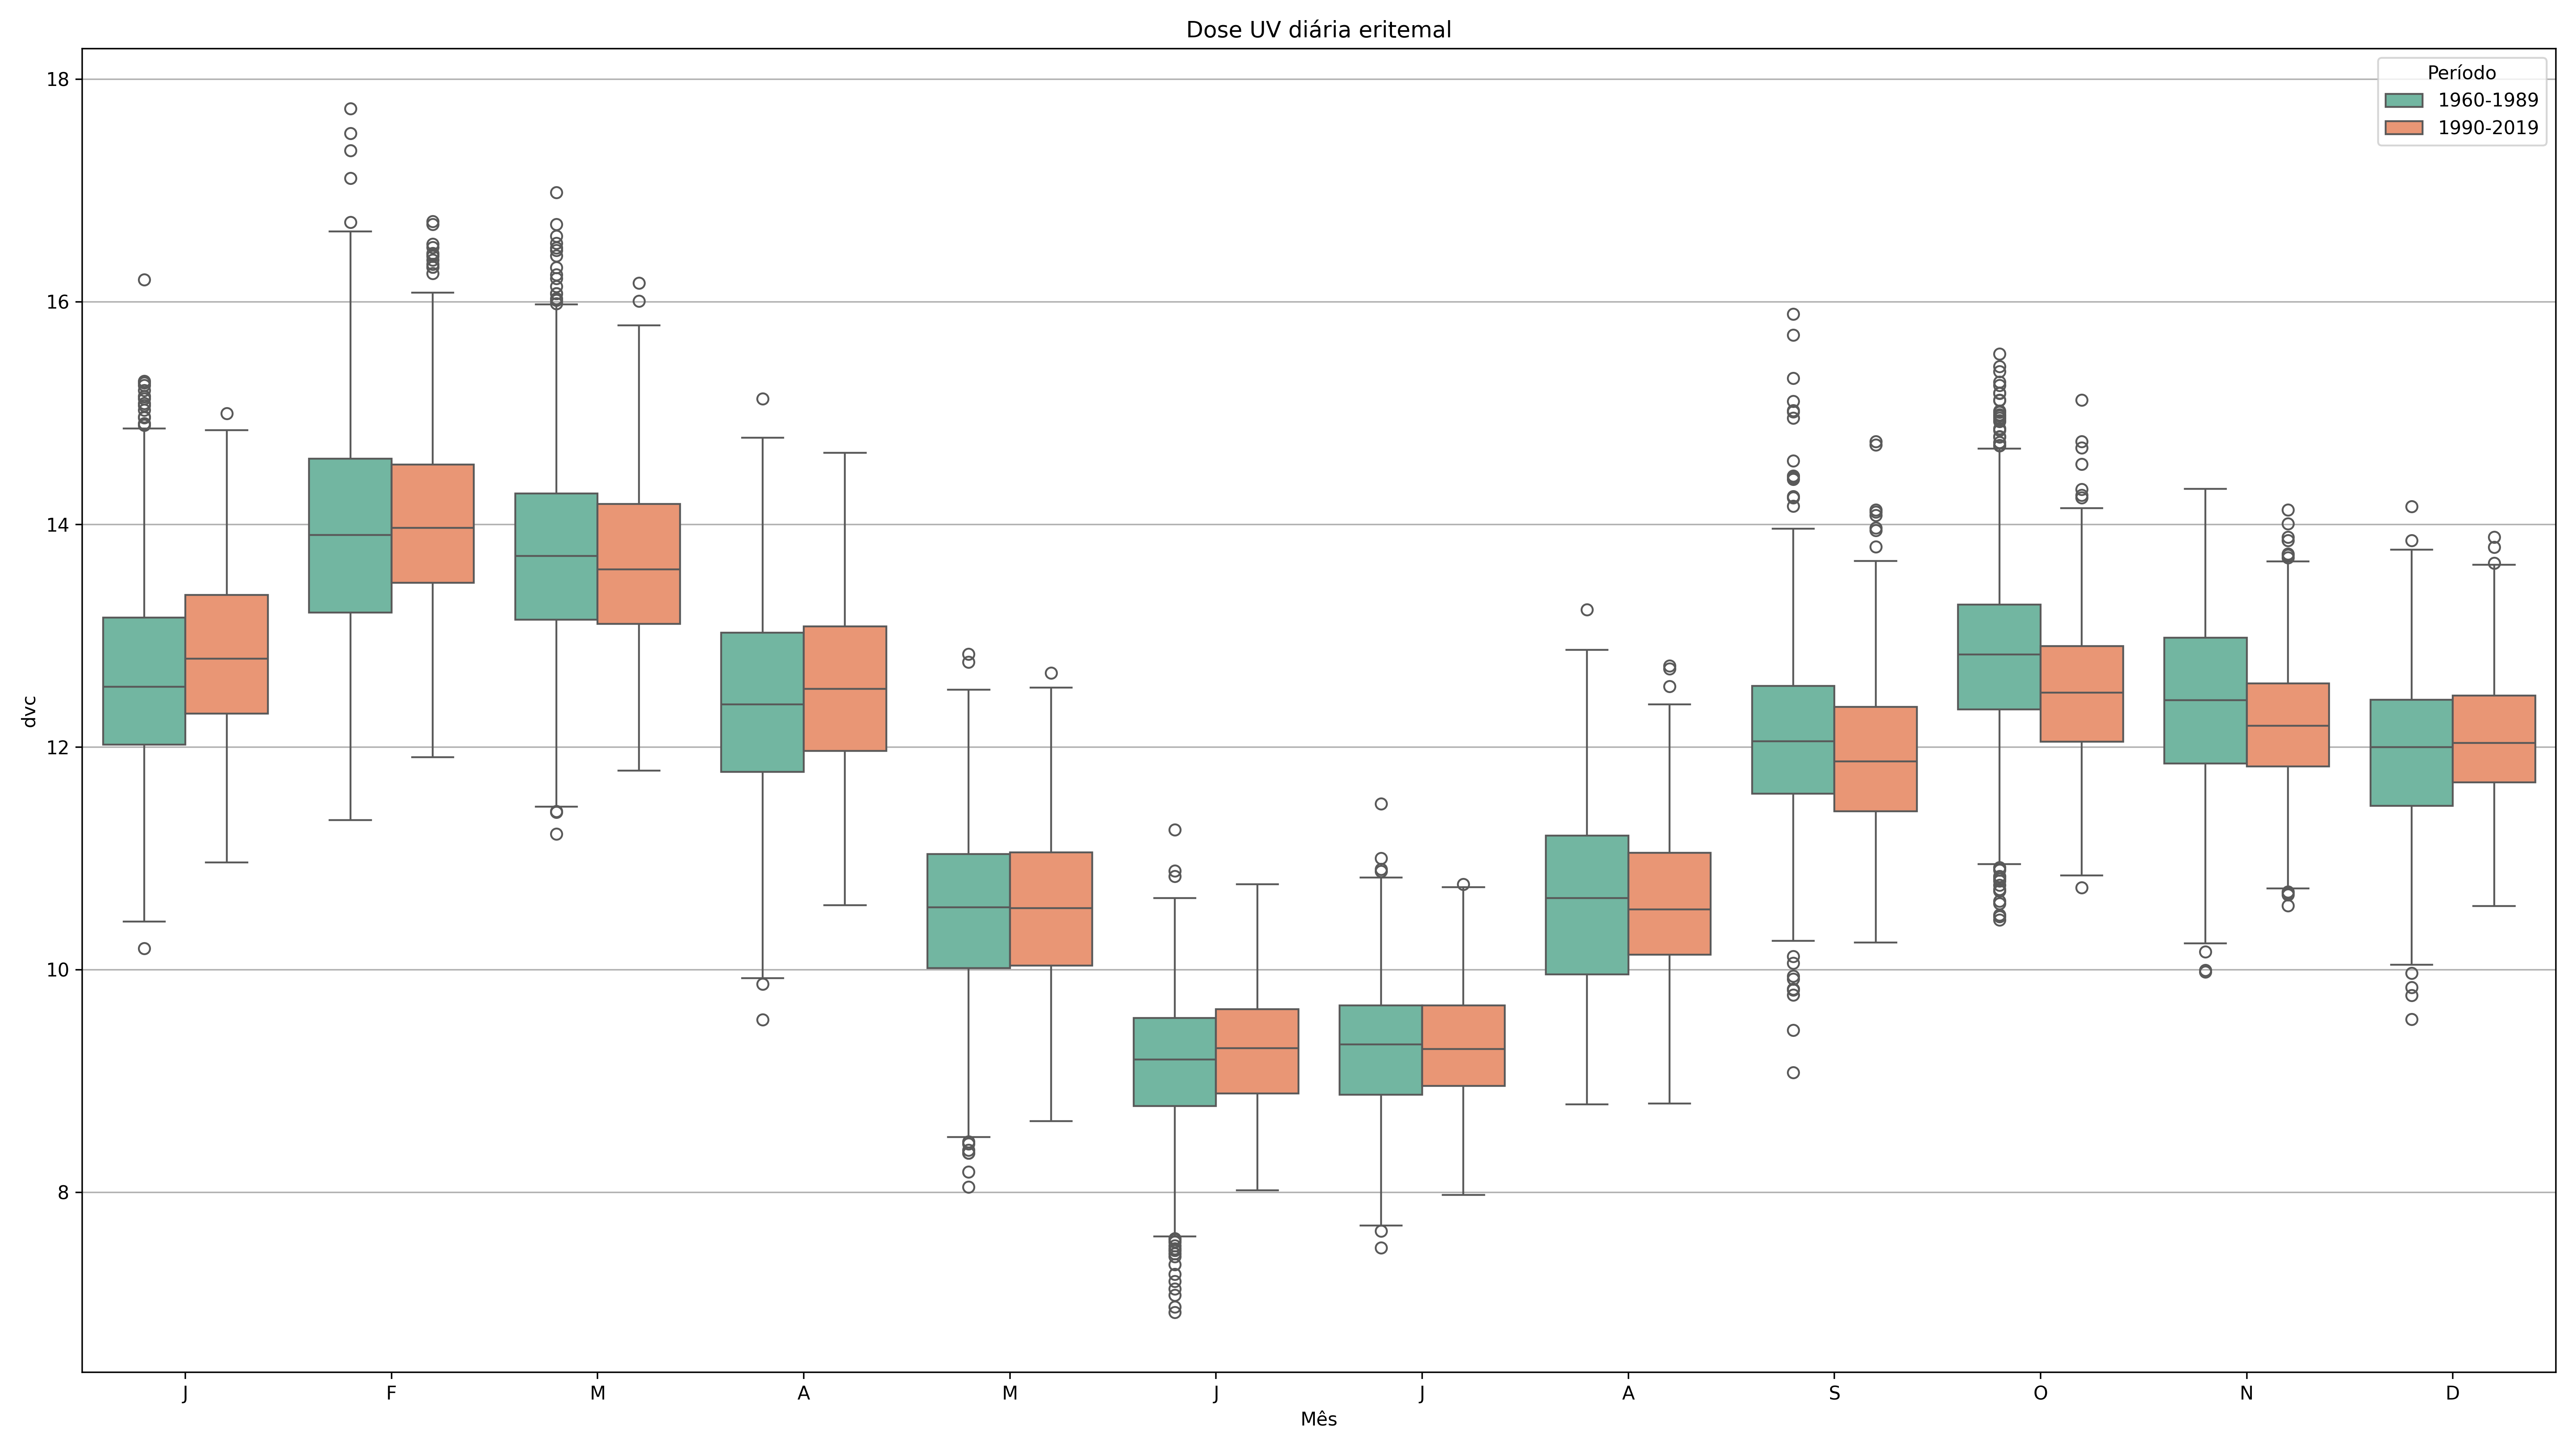 Dose UV diária eritemal
Período
1960-1989
1990-2019
dvc
18
16
14
12
10
8
J F M A M J J A S O N D
Mês